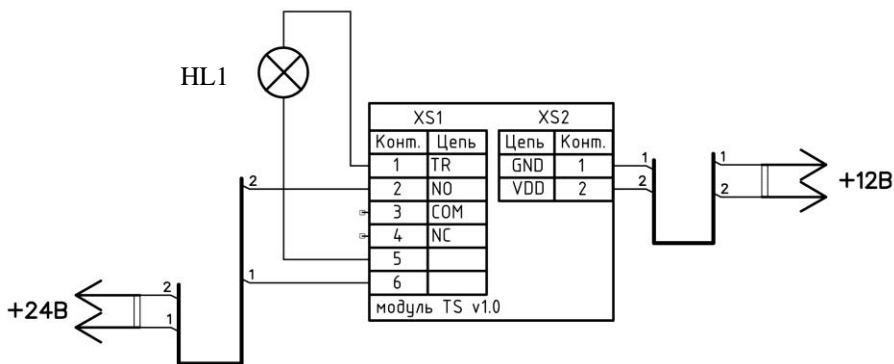 HL1
XS1 XS2
Конт. Цепь Цепь Конт.
1 TR GND 1
2 NO VDD 2
3 COM
4 NC
5
6
модуль TS v1.0
2
1
2
1
+24В
1
2
1
2
+12В